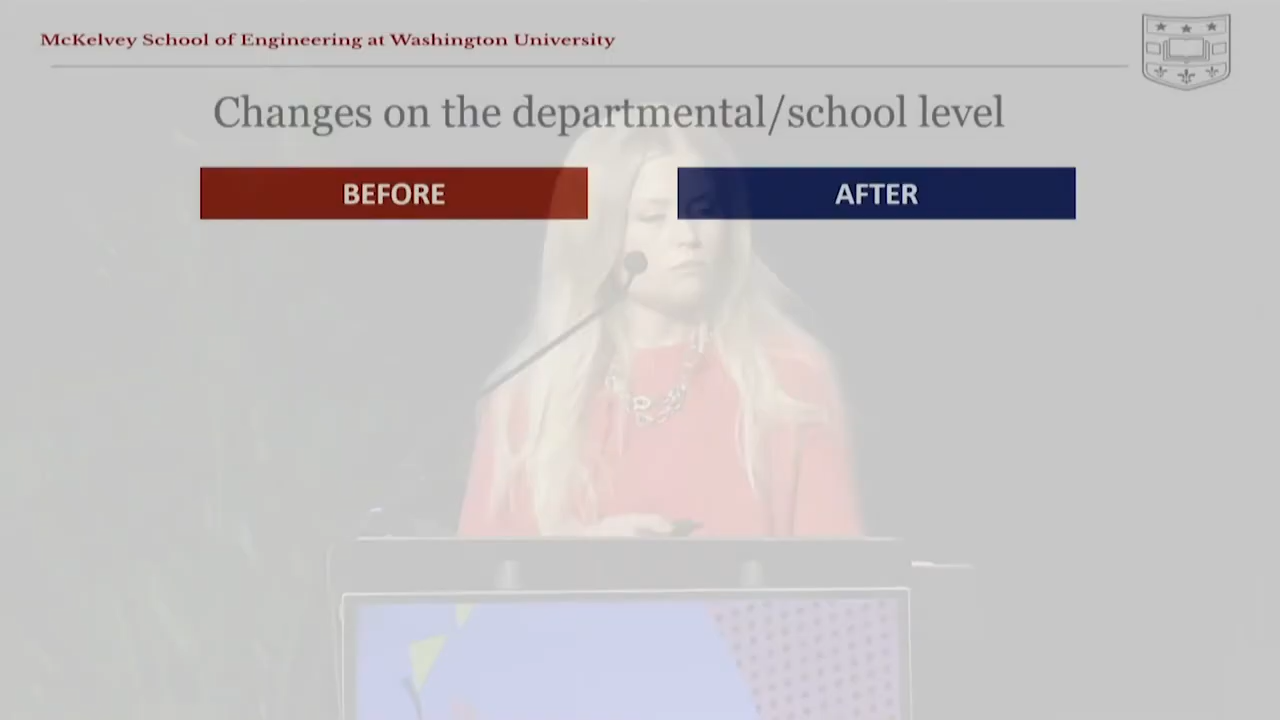 McKelvey School of Engineering at Washington University
Changes on the departmental/school level
BEFORE
AFTER